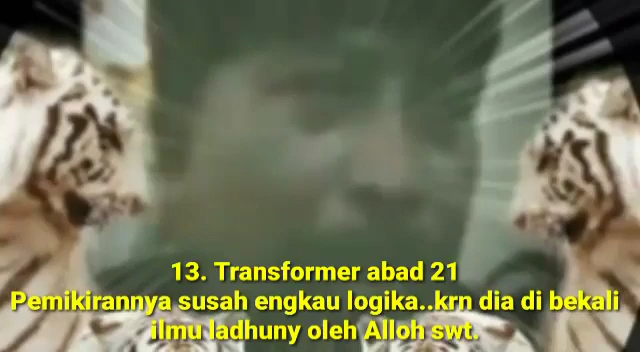 13. Transformer abad 21
Pemikirannya susah engkau logika..krn dia di bekali
ilmu ladhuny oleh Alloh swt.